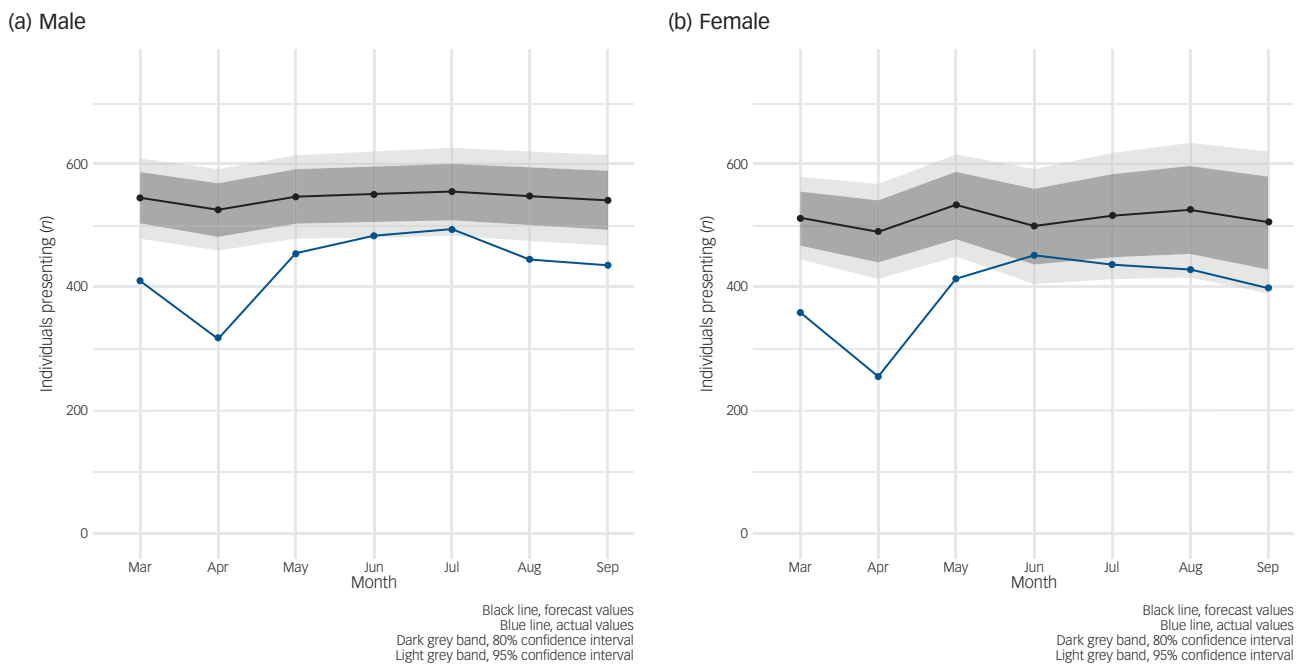 (a) Male
Individuals presenting (n)
600
400
200
0
Mar Apr May Jun Jul Aug Sep
Month
Black line, forecast values
Blue line, actual values
Dark grey band, 80% confidence interval
Light grey band, 95% confidence interval
(b) Female
Individuals presenting (n)
600
400
200
0
Mar Apr May Jun Jul Aug Sep
Month
Black line, forecast values
Blue line, actual values
Dark grey band, 80% confidence interval
Light grey band, 95% confidence interval